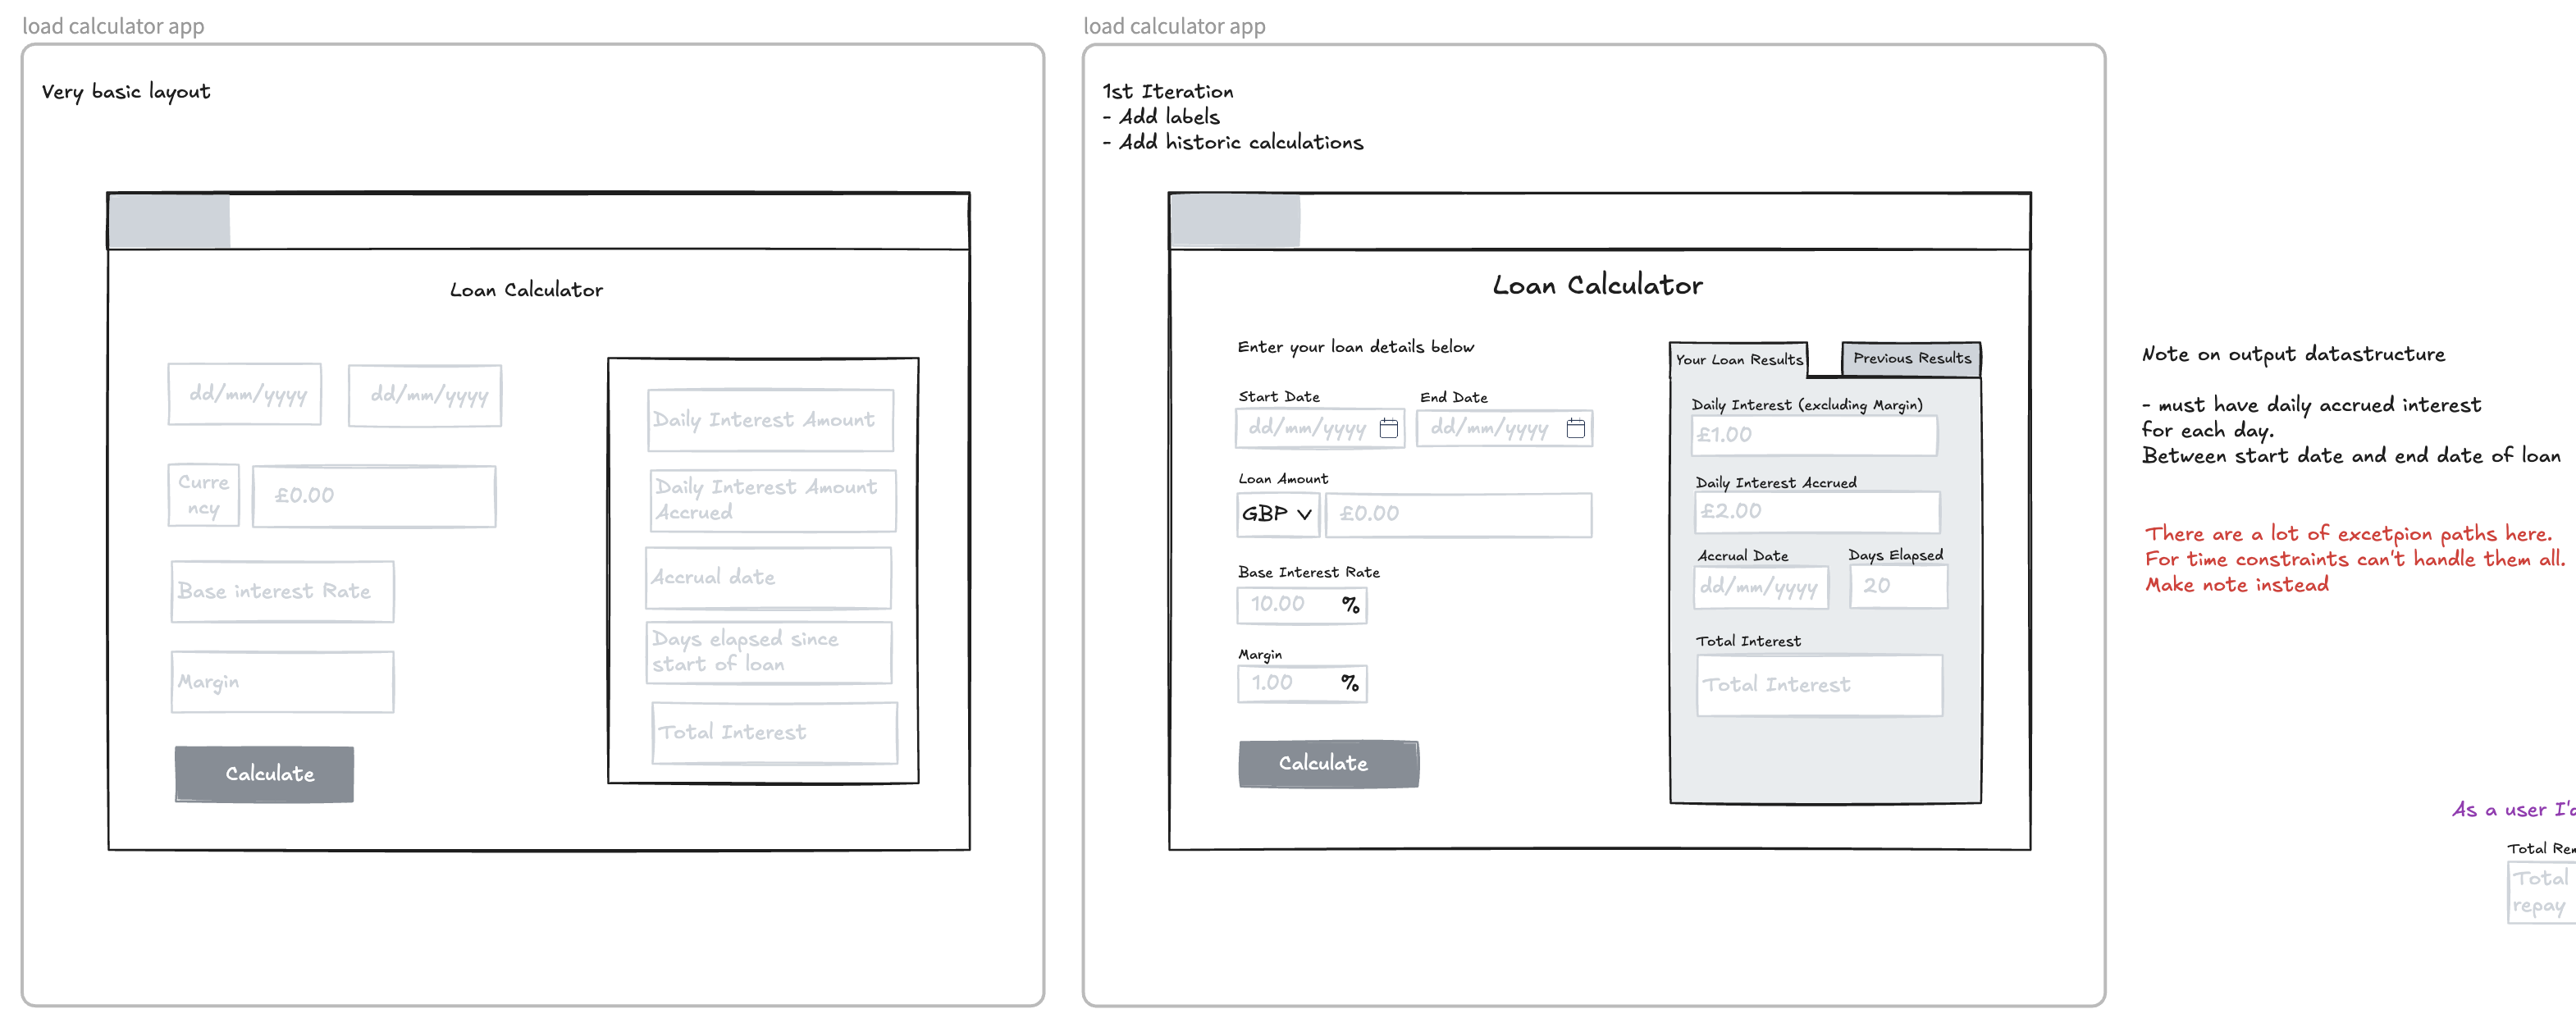 load calculator app
Very basic layout
Loan Calculator
dd/mm/yyyy
dd/mm/yyyy
Curre
ncy
£0.00
Base interest Rate
Margin
Calculate
Daily Interest Amount
Daily Interest Amount
Accrued
Accrual date
Days elapsed since
start of loan
Total Interest
load calculator app
1st Iteration
- Add labels
- Add historic calculations
Loan Calculator
Enter your loan details below
Start Date
End Date
dd/mm/yyyy
dd/mm/yyyy
Loan Amount
GBP
£0.00
Base Interest Rate
10.00 %
Margin
1.00 %
Calculate
Your Loan Results
Previous Results
Daily Interest (excluding Margin)
£1.00
Daily Interest Accrued
£2.00
Accrual Date
Days Elapsed
dd/mm/yyyy
20
Total Interest
Total Interest
Note on output datastructure
- must have daily accrued interest
for each day.
Between start date and end date of loan
There are a lot of excetpion paths here.
For time constraints can't handle them all.
Make note instead
As a user
Total
Total
repay